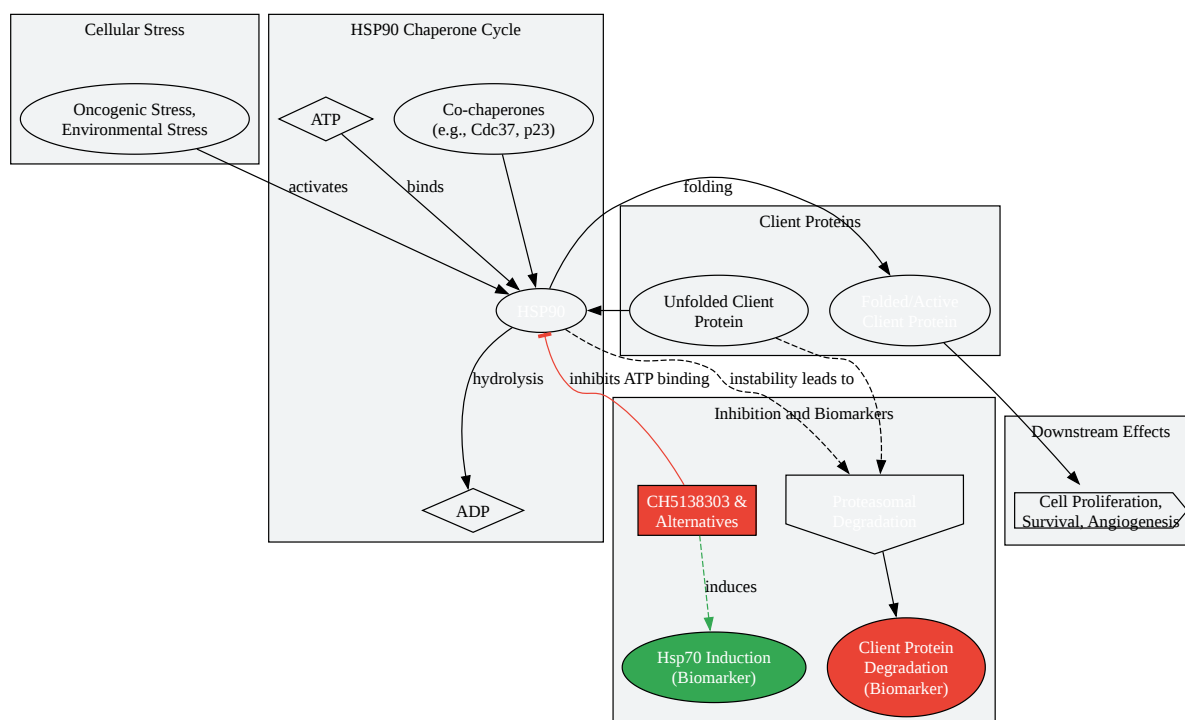 Cellular Stress
HSP90 Chaperone Cycle
Oncogenic Stress,
Environmental Stress
ATP
Co-chaperones
(e.g., Cdc37, p23)
activates
binds
folding
Client Proteins
HSP90
Unfolded Client
Protein
Folded/Active
Client Protein
hydrolysis
inhibits ATP binding
instability leads to
Inhibition and Biomarkers
Downstream Effects
CH5138303 &
Alternatives
Proteasomal
Degradation
ADP
Cell Proliferation,
Survival, Angiogenesis
induces
Hsp70 Induction
(Biomarker)
Client Protein
Degradation
(Biomarker)